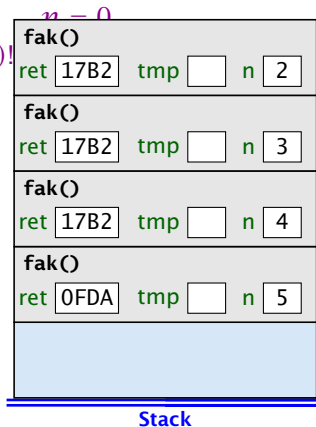 n = 0
)!
fak()
ret 17B2 tmp n 2
fak()
ret 17B2 tmp n 3
fak()
ret 17B2 tmp n 4
fak()
ret 0FDA tmp n 5
Stack